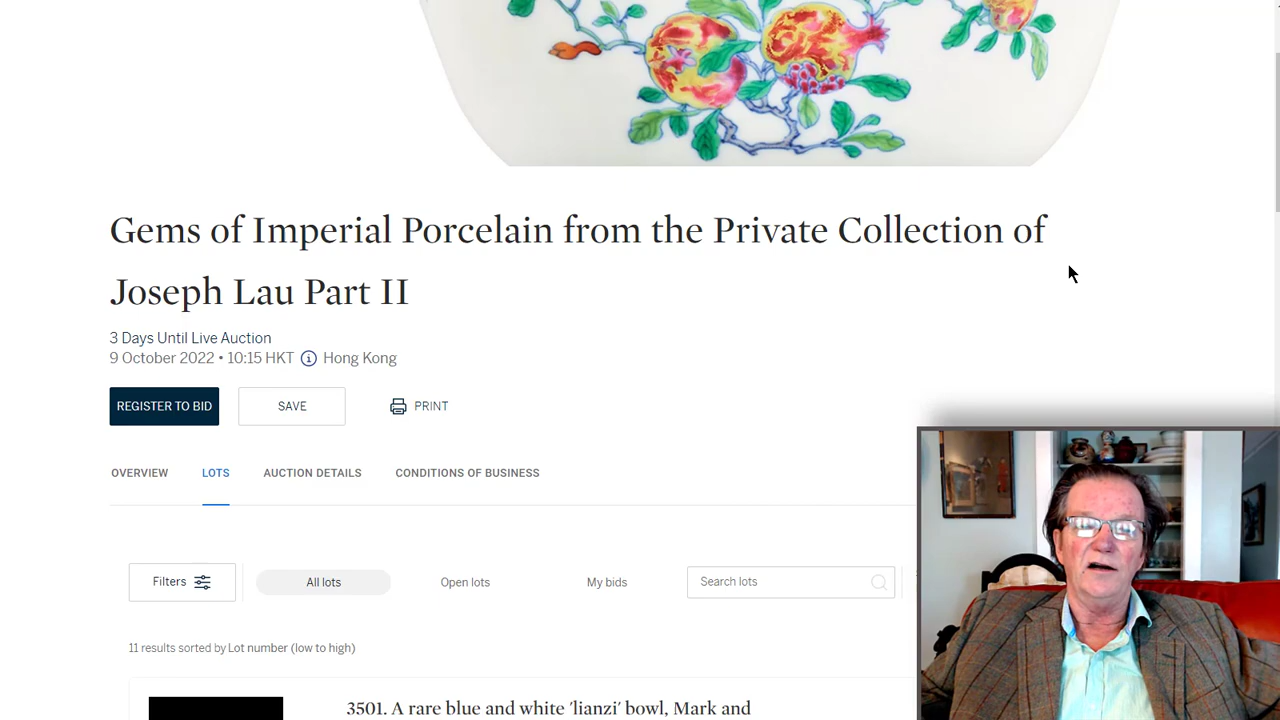 Gems of Imperial Porcelain from the Private Collection of
Joseph Lau Part II
3 Days Until Live Auction
9 October 2022 • 10:15 HKT i Hong Kong
REGISTER TO BID
SAVE
PRINT
OVERVIEW
LOTS
AUCTION DETAILS
CONDITIONS OF BUSINESS
Filters
All lots
Open lots
My bids
Search lots
11 results sorted by Lot number (low to high)
3501. A rare blue and white 'lianzi' bowl, Mark and